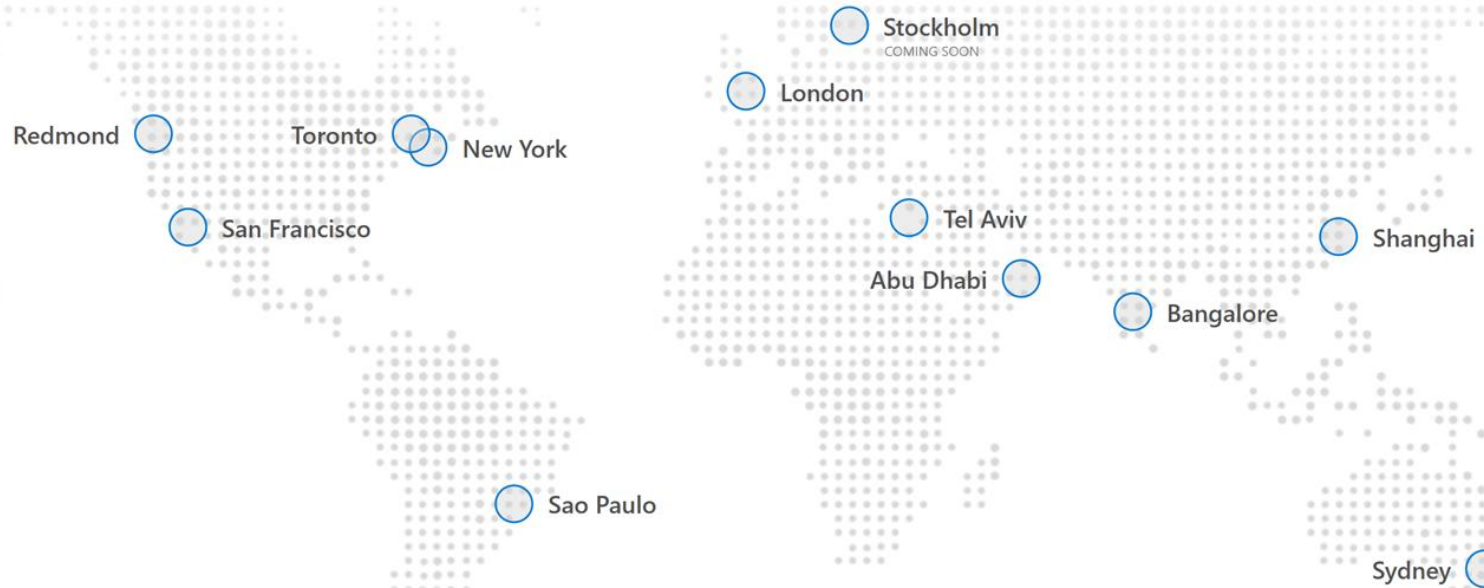 Stockholm
COMING SOON
London
Redmond
Toronto
New York
San Francisco
Tel Aviv
Shanghai
Abu Dhabi
Bangalore
Sao Paulo
Sydney